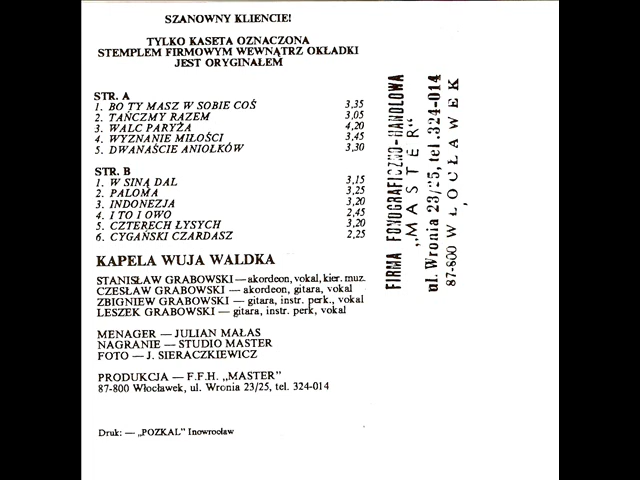 SZANOWNY KLIENCIE!
TYLKO KASETA OZNACZONA
STEMPLEM FIRMOWYM WEWNĄTRZ OKŁADKI
JEST ORYGINAŁEM
STR. A
1. BO TY MASZ W SOBIE COŚ 3,35
2. TAŃCZMY RAZEM 3,05
3. WALC PARYŻA 4,20
4. WYZNANIE MIŁOŚCI 3,45
5. DWANAŚCIE ANIOŁKÓW 3,30
STR. B
1. W SINĄ DAL 3,15
2. PALOMA 3,25
3. INDONEZJA 3,20
4. I TO I OWO 2,45
5. CZTERECH ŁYSYCH 3,20
6. CYGAŃSKI CZARDASZ 2,25
KAPELA WUJA WALDKA
STANISŁAW GRABOWSKI — akordeon, vokal, kier. muz.
CZESŁAW GRABOWSKI — akordeon, gitara, vokal
ZBIGNIEW GRABOWSKI — gitara, instr. perk., vokal
LESZEK GRABOWSKI — gitara, instr. perk, vokal
MENAGER — JULIAN MAŁAS
NAGRANIE — STUDIO MASTER
FOTO — J. SIERACZKIEWICZ
PRODUKCJA — F.F.H. „MASTER”
87-800 Włocławek, ul. Wronia 23/25, tel. 324-014
Druk: — „POZKAL” Inowrocław
FIRMA FONOGRAFICZNO-HANDLOWA
„MASTER“
ul. Wronia 23/25, tel. 324-014
87-800 WŁOCŁAWEK